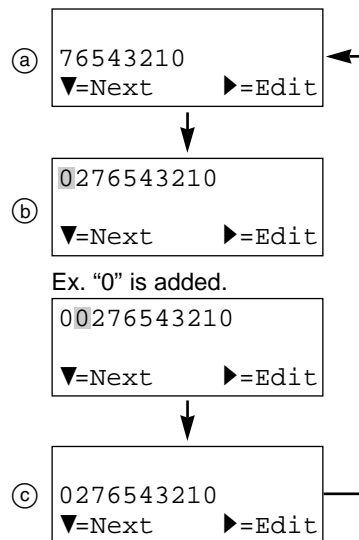 ⓐ 76543210
▼=Next ▶=Edit
ⓑ 0276543210
▼=Next ▶=Edit
Ex. “0” is added.
00276543210
▼=Next ▶=Edit
ⓒ 0276543210
▼=Next ▶=Edit